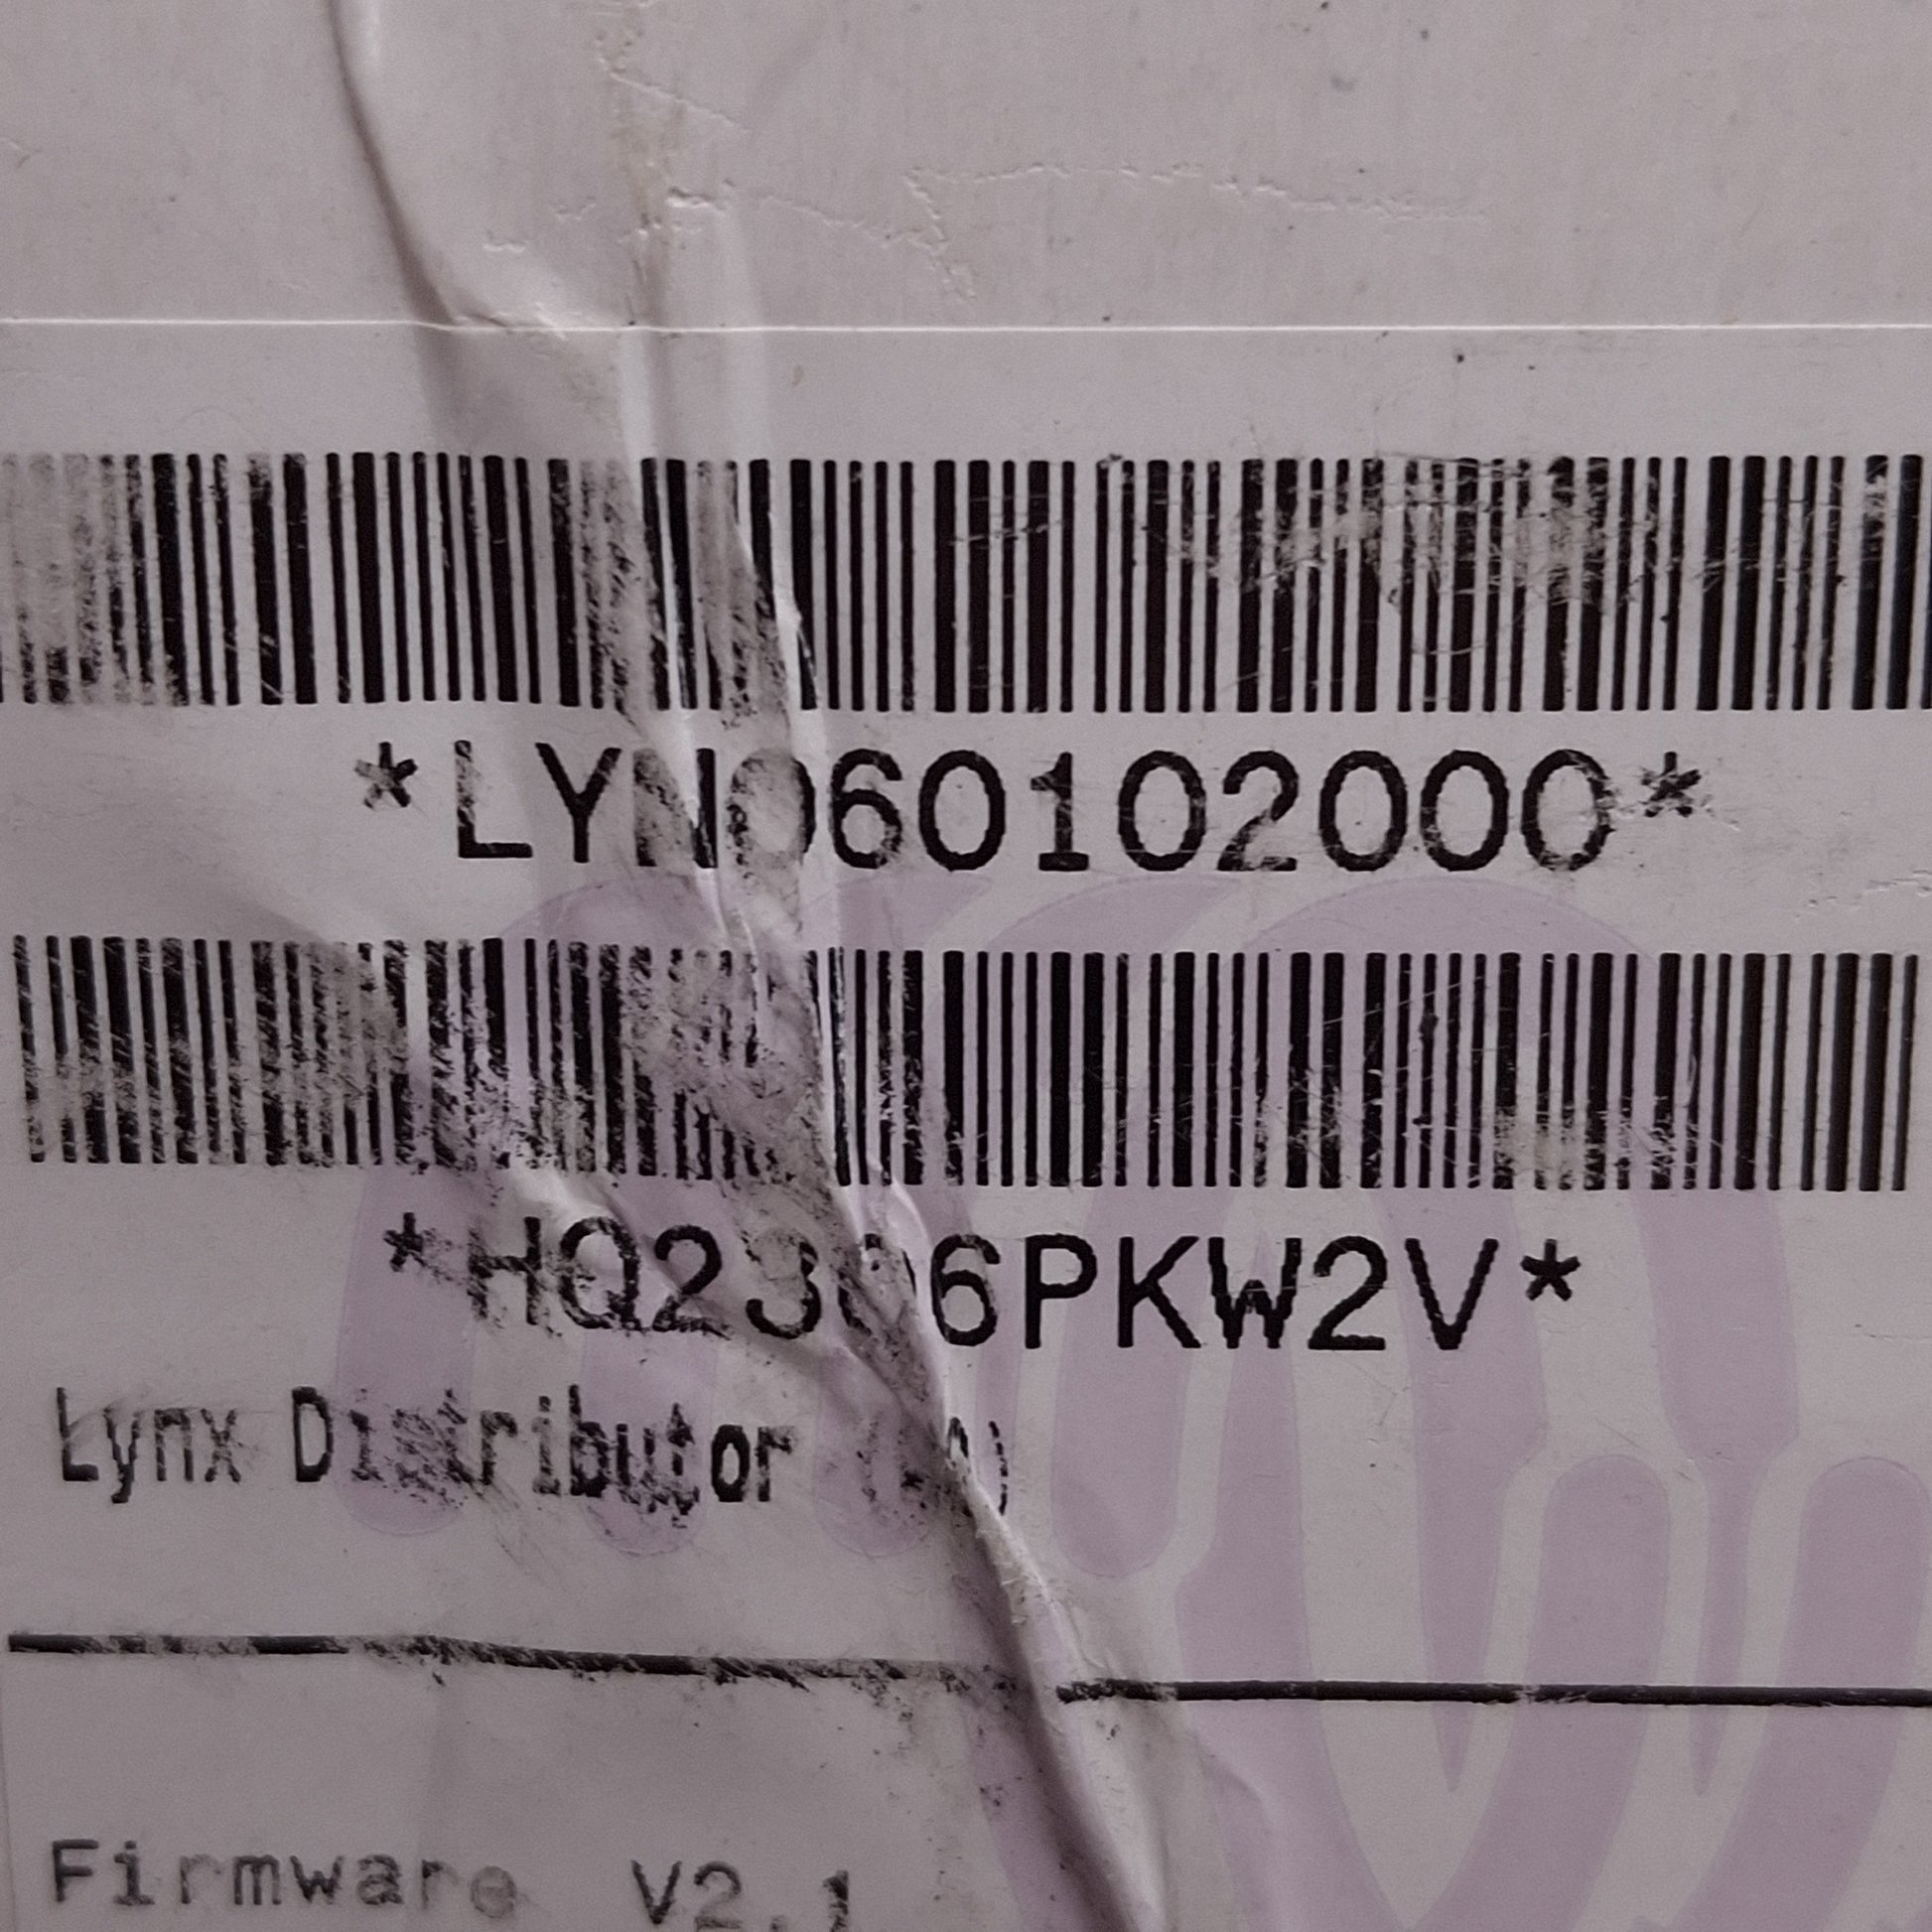 *LYN060102000*
*HQ2306PKW2V*
Lynx Distributor
Firmware V2.1